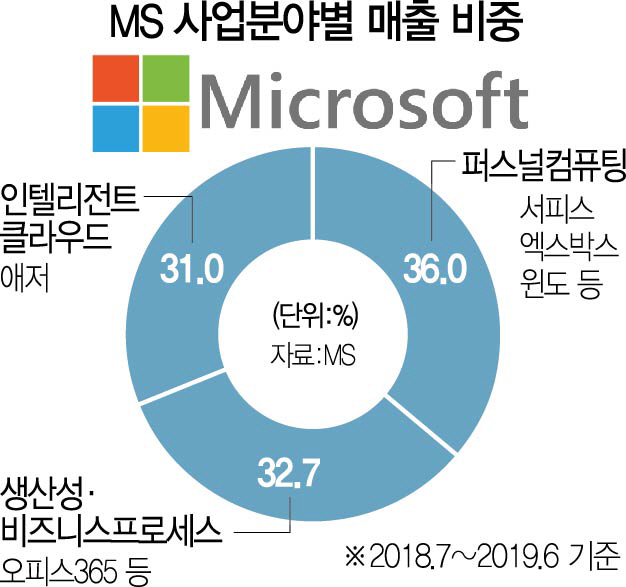 MS 사업분야별 매출 비중
Microsoft
퍼스널컴퓨팅
서피스
엑스박스
윈도 등
36.0
인텔리전트
클라우드
애저
31.0
(단위:%)
자료:MS
32.7
생산성·
비즈니스프로세스
오피스365 등
※2018.7~2019.6 기준